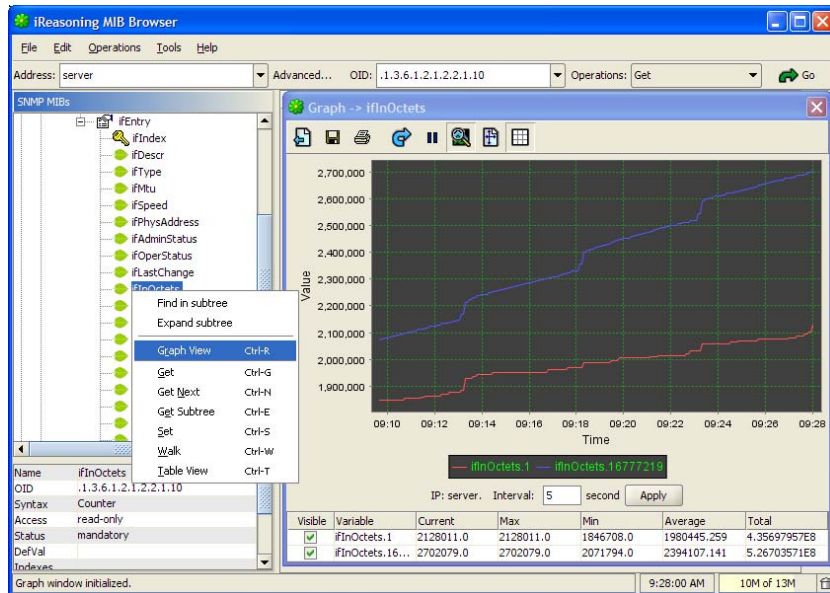 iReasoning MIB Browser
File Edit Operations Tools Help
Address: server Advanced... OID: .1.3.6.1.2.1.2.2.1.10 Operations: Get Go
SNMP MIBs
ifEntry
ifIndex
ifDescr
ifType
ifMtu
ifSpeed
ifPhysAddress
ifAdminStatus
ifOperStatus
ifLastChange
ifInOctets
Find in subtree
Expand subtree
Graph View Ctrl-R
Get Ctrl-G
Get Next Ctrl-N
Get Subtree Ctrl-E
Set Ctrl-S
Walk Ctrl-W
Table View Ctrl-T
Name ifInOctets
OID .1.3.6.1.2.1.2.2.1.10
Syntax Counter
Access read-only
Status mandatory
DefVal
Indexes
Graph -> ifInOctets
2,700,000
2,600,000
2,500,000
2,400,000
2,300,000
2,200,000
2,100,000
2,000,000
1,900,000
Value
09:10 09:12 09:14 09:16 09:18 09:20 09:22 09:24 09:26 09:28
Time
ifInOctets.1 ifInOctets.16777219
IP: server. Interval: 5 second Apply
Visible Variable Current Max Min Average Total
ifInOctets.1 2128011.0 2128011.0 1846708.0 1980445.259 4.35697957E8
ifInOctets.16... 2702079.0 2702079.0 2071794.0 2394107.141 5.26703571E8
Graph window initialized. 9:28:00 AM 10M of 13M